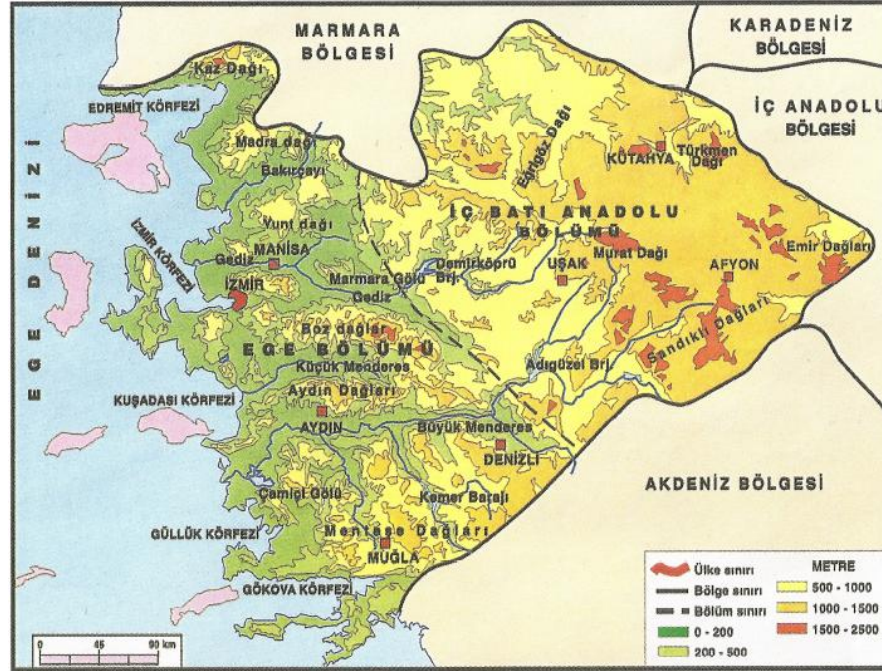 MARMARA
BÖLGESİ
KARADENİZ
BÖLGESİ
İÇ ANADOLU
BÖLGESİ
Kaz Dağı
EDREMİT KÖRFEZİ
EGE DENİZİ
Madra dağı
Bakırçayı
Eğrigöz Dağı
KÜTAHYA
Türkmen
Dağı
Yunt dağı
İÇ BATI ANADOLU
BÖLÜMÜ
İZMİR KÖRFEZİ
Gediz
MANİSA
Marmara Gölü
Gediz
Demirköprü
Brj.
UŞAK
Murat Dağı
AFYON
Emir Dağları
İZMİR
Boz dağlar
EGE BÖLÜMÜ
Sandıklı Dağları
Küçük Menderes
Adıgüzel Brj.
KUŞADASI KÖRFEZİ
Aydın Dağları
AYDIN
Büyük Menderes
DENİZLİ
Çamiçi Gölü
Kemer Barajı
AKDENİZ BÖLGESİ
GÜLLÜK KÖRFEZİ
Menteşe Dağları
MUĞLA
GÖKOVA KÖRFEZİ
Ülke sınırı
Bölge sınırı
Bölüm sınırı
0 - 200
200 - 500
METRE
500 - 1000
1000 - 1500
1500 - 2500
0 45 90 km